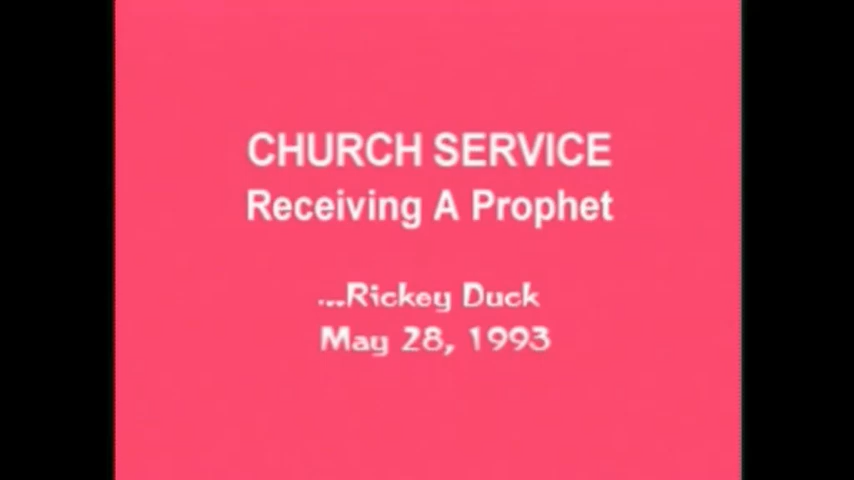 CHURCH SERVICE
Receiving A Prophet
...Rickey Duck
May 28, 1993